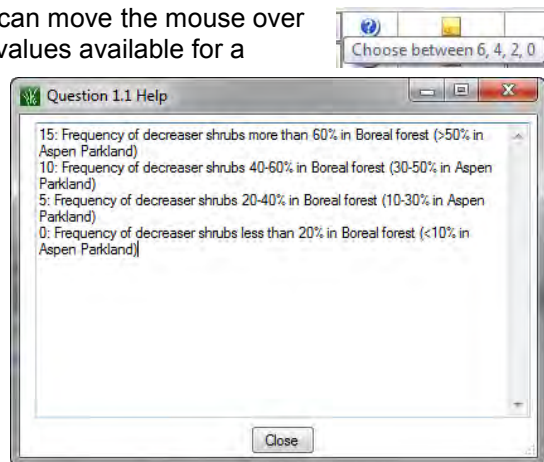 can move the mouse over
values available for a
Choose between 6, 4, 2, 0
Question 1.1 Help
15: Frequency of decreaser shrubs more than 60% in Boreal forest (>50% in
Aspen Parkland)
10: Frequency of decreaser shrubs 40-60% in Boreal forest (30-50% in Aspen
Parkland)
5: Frequency of decreaser shrubs 20-40% in Boreal forest (10-30% in Aspen
Parkland)
0: Frequency of decreaser shrubs less than 20% in Boreal forest (<10% in
Aspen Parkland)
Close